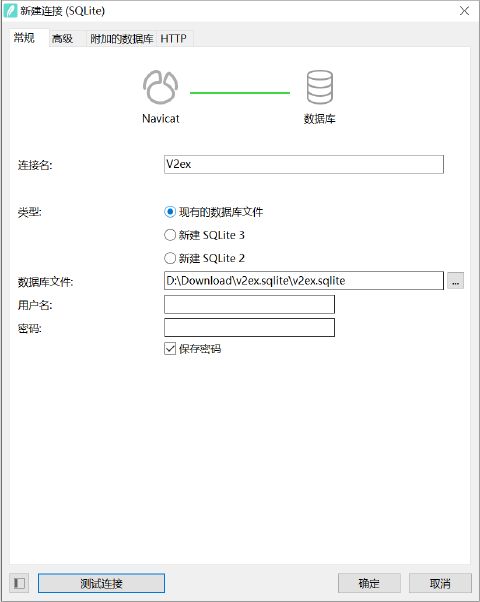 新建连接 (SQLite)
常规 高级 附加的数据库 HTTP
Navicat 数据库
连接名: V2ex
类型: 现有的数据库文件
新建 SQLite 3
新建 SQLite 2
数据库文件: D:\Download\v2ex.sqlite\v2ex.sqlite ...
用户名:
密码:
保存密码
测试连接 确定 取消